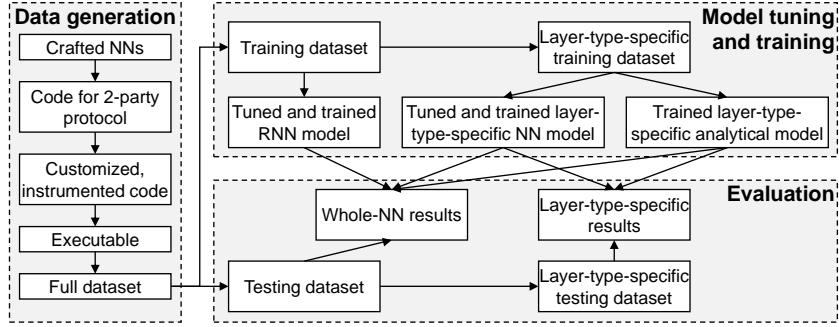 Data generation
Crafted NNs
Code for 2-party
protocol
Customized,
instrumented code
Executable
Full dataset
Model tuning
and training
Training dataset
Layer-type-specific
training dataset
Tuned and trained
RNN model
Tuned and trained layer-
type-specific NN model
Trained layer-type-
specific analytical model
Evaluation
Whole-NN results
Layer-type-specific
results
Testing dataset
Layer-type-specific
testing dataset